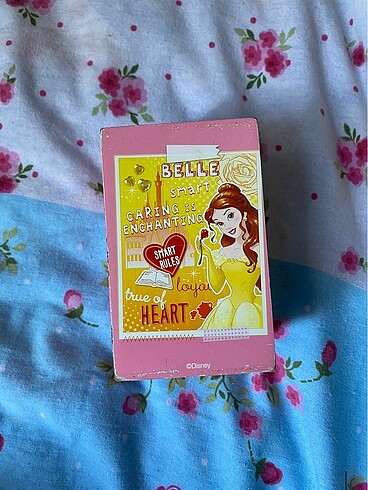 BELLE
smart
CARING IS
ENCHANTING
SMART
RULES
loyal
true of
HEART
©Disney